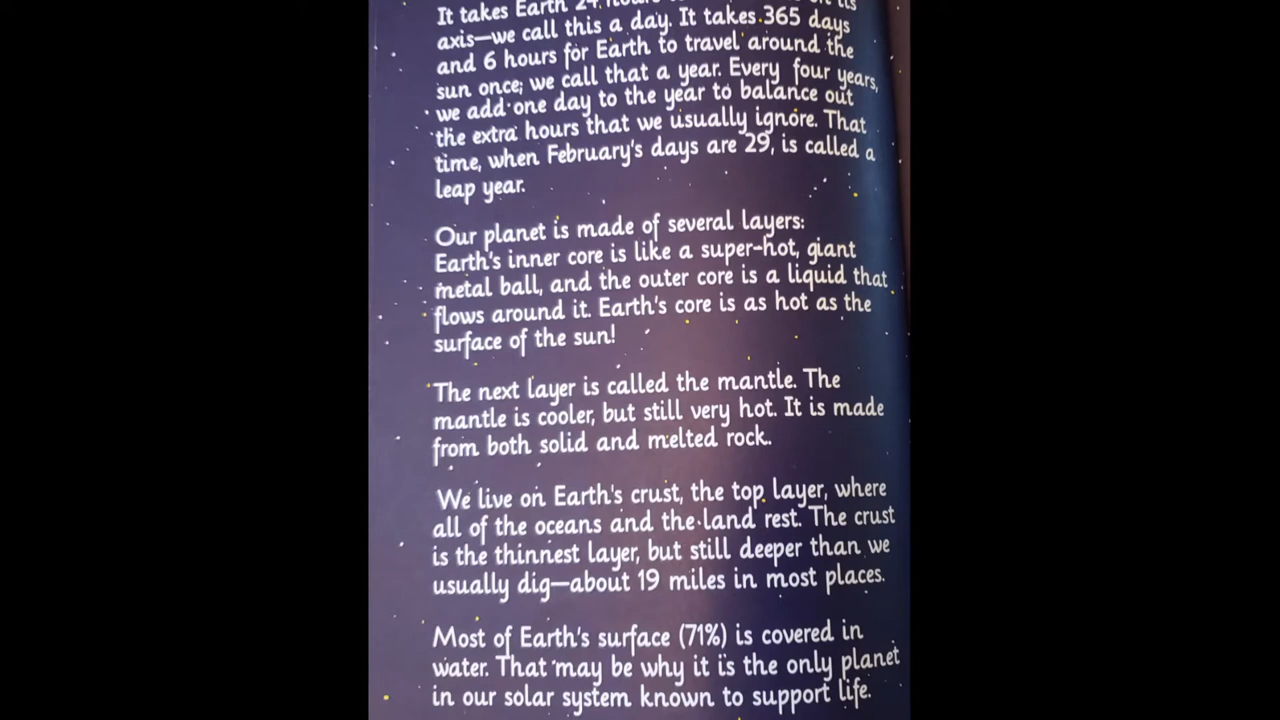 It takes Earth 24 hours its
axis—we call this a day. It takes 365 days
and 6 hours for Earth to travel around the
sun once; we call that a year. Every four years,
we add one day to the year to balance out
the extra hours that we usually ignore. That
time, when February's days are 29, is called a
leap year.
Our planet is made of several layers:
Earth's inner core is like a super-hot, giant
metal ball, and the outer core is a liquid that
flows around it. Earth's core is as hot as the
surface of the sun!
The next layer is called the mantle. The
mantle is cooler, but still very hot. It is made
from both solid and melted rock.
We live on Earth's crust, the top layer, where
all of the oceans and the land rest. The crust
is the thinnest layer, but still deeper than we
usually dig—about 19 miles in most places.
Most of Earth's surface (71%) is covered in
water. That may be why it is the only planet
in our solar system known to support life.